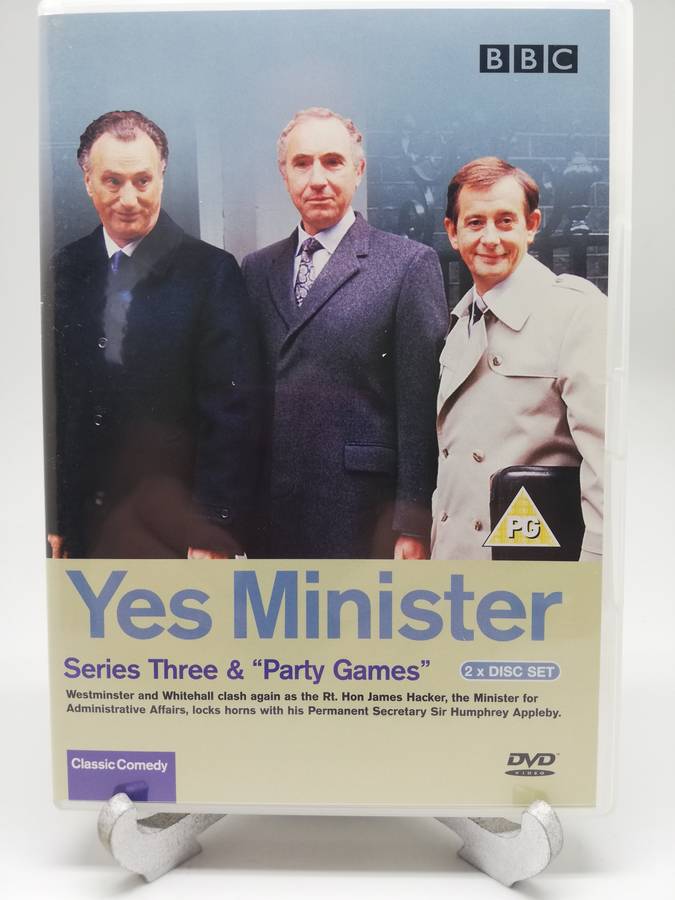 BBC
PG
Yes Minister
Series Three & “Party Games”
2 x DISC SET
Westminster and Whitehall clash again as the Rt. Hon James Hacker, the Minister for
Administrative Affairs, locks horns with his Permanent Secretary Sir Humphrey Appleby.
Classic Comedy
DVD
VIDEO